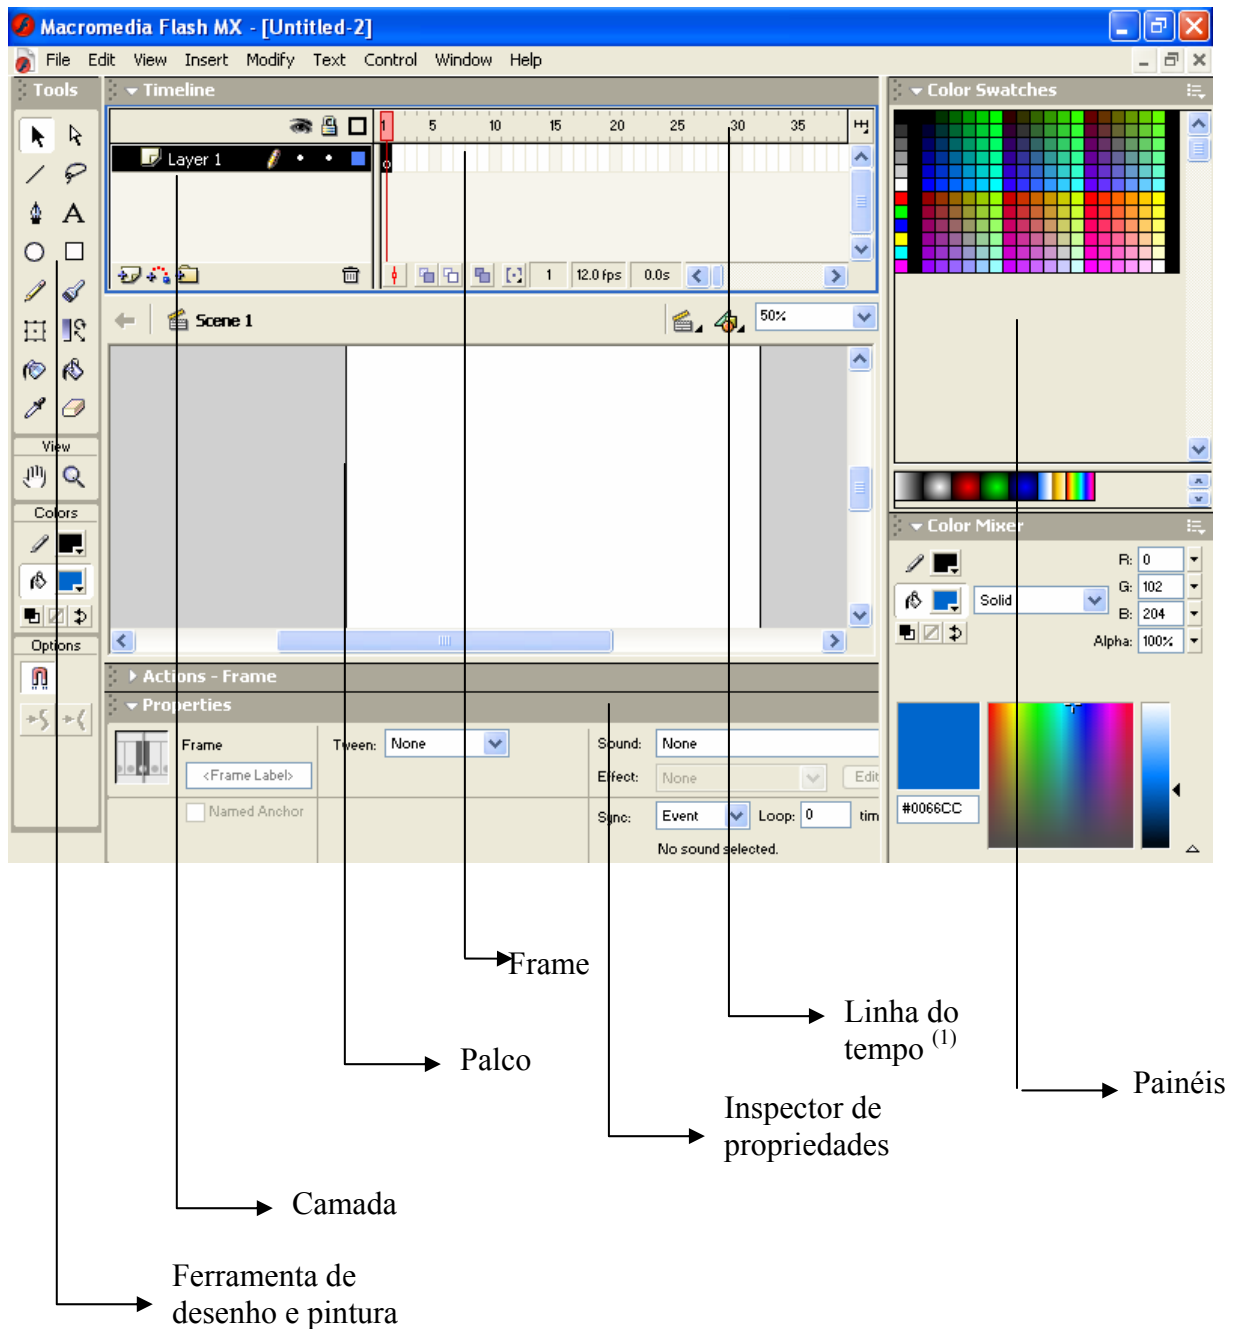 Macromedia Flash MX - [Untitled-2]
File Edit View Insert Modify Text Control Window Help
Tools
Timeline
Color Swatches
1 5 10 15 20 25 30 35
Layer 1
A
1 12.0 fps 0.0s
Scene 1
50%
View
Colors
Options
Color Mixer
R: 0
G: 102
Solid
B: 204
Alpha: 100%
#0066CC
Actions - Frame
Properties
Frame
<Frame Label>
Named Anchor
Tween: None
Sound: None
Effect: None Edit
Sync: Event Loop: 0 tim
No sound selected.
Frame
Linha do
tempo (1)
Palco
Painéis
Inspector de
propriedades
Camada
Ferramenta de
desenho e pintura